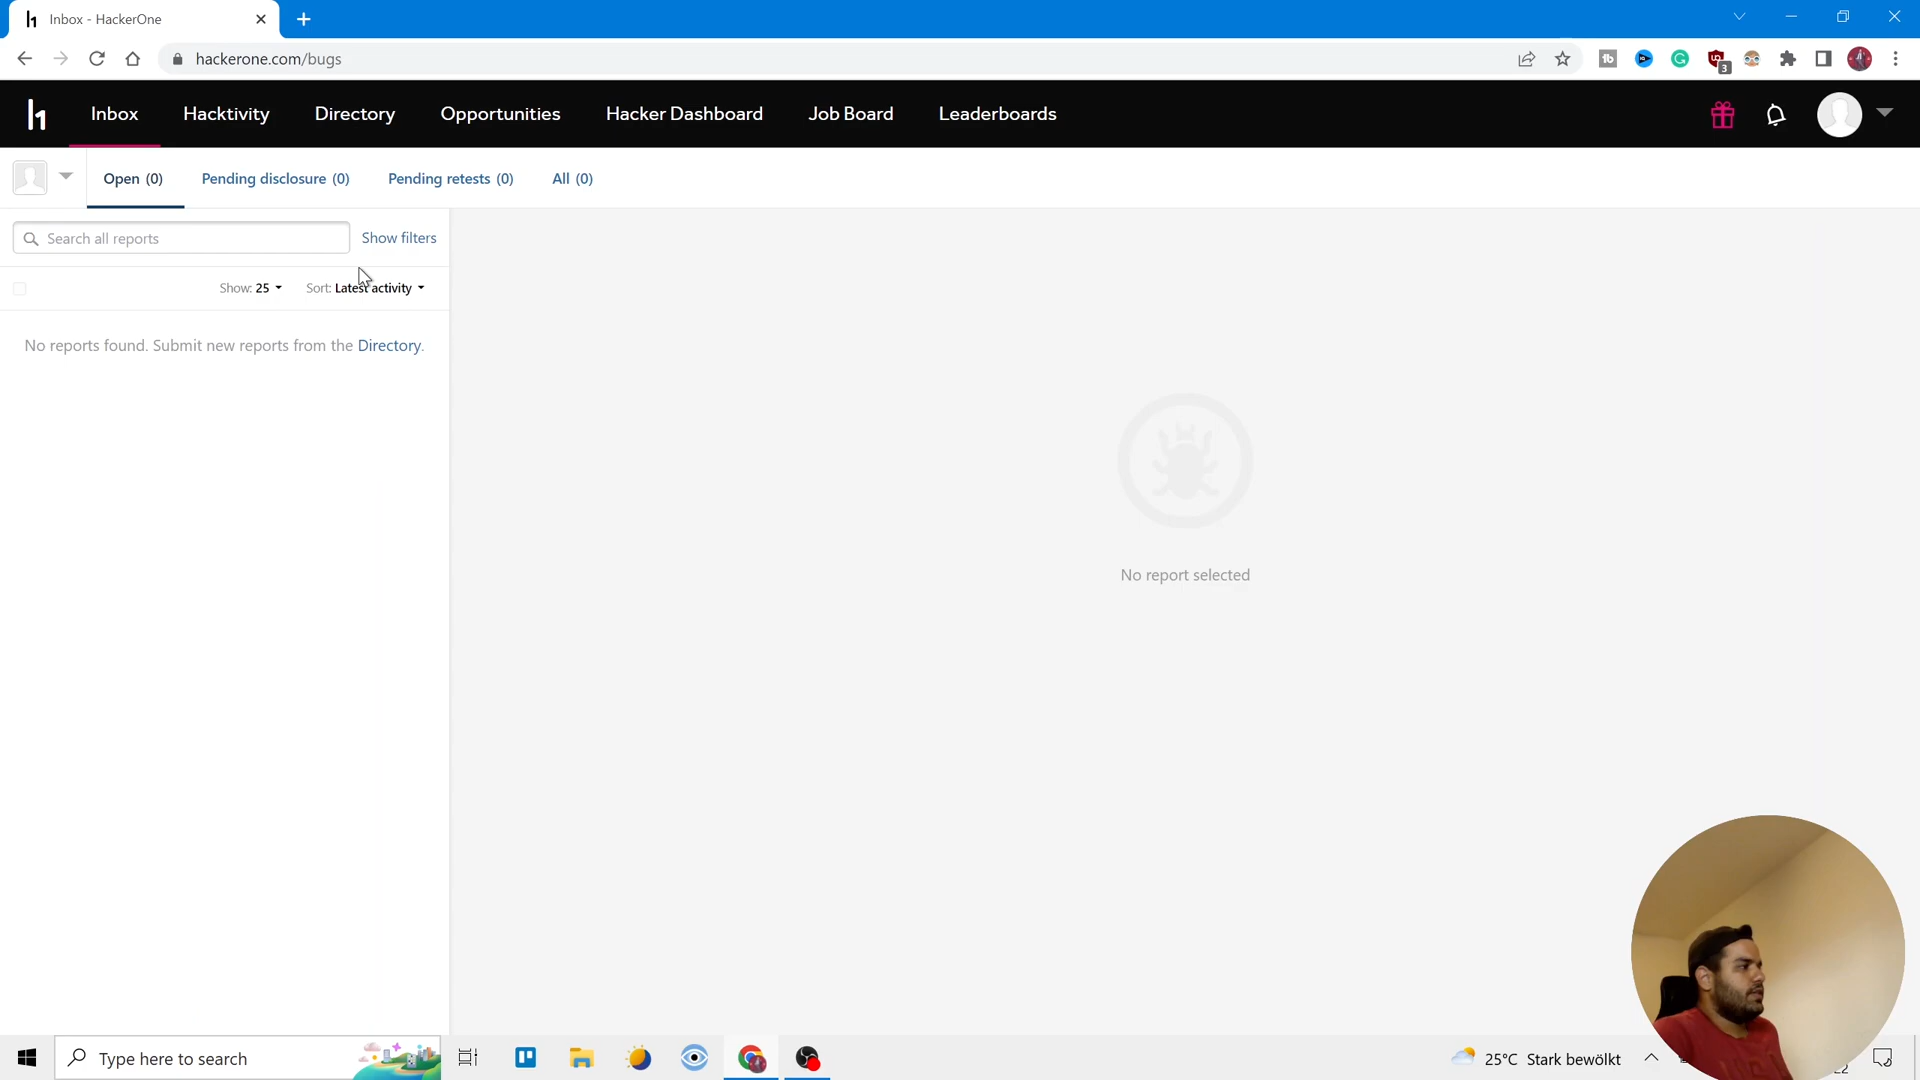 Inbox - HackerOne
hackerone.com/bugs
3
h1 Inbox Hacktivity Directory Opportunities Hacker Dashboard Job Board Leaderboards
Open (0) Pending disclosure (0) Pending retests (0) All (0)
Search all reports Show filters
Show: 25 Sort: Latest activity
No reports found. Submit new reports from the Directory.
No report selected
Type here to search
25°C Stark bewölkt